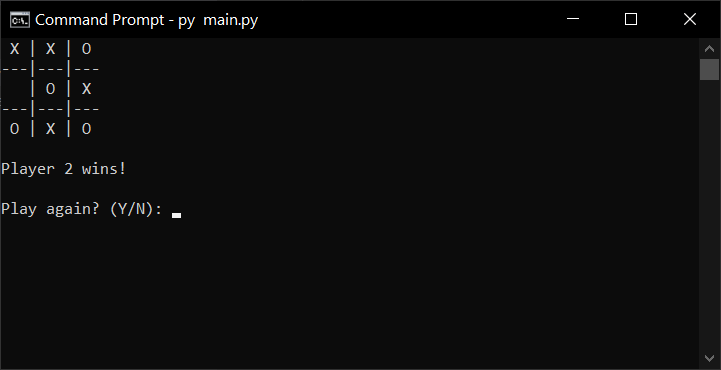 Command Prompt - py  main.py
 X | X | O
---|---|---
   | O | X
---|---|---
 O | X | O

Player 2 wins!

Play again? (Y/N):